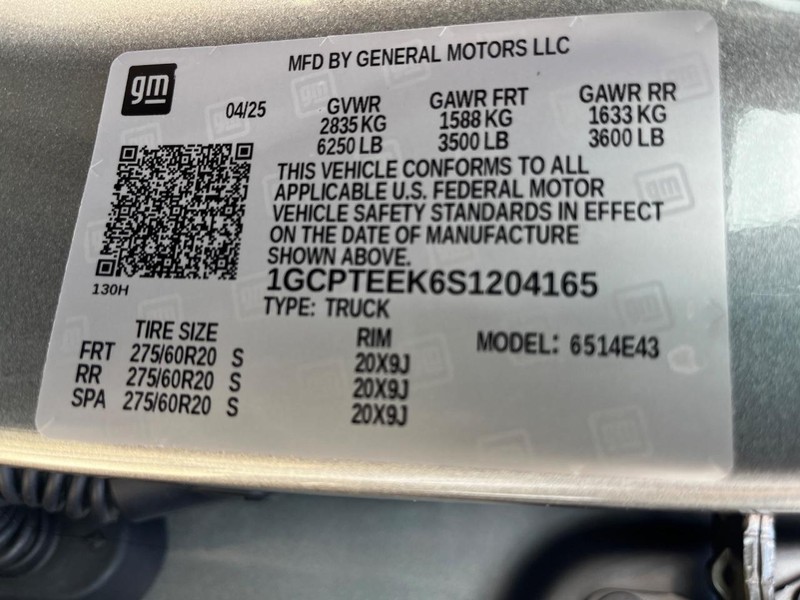 gm
MFD BY GENERAL MOTORS LLC
04/25 GVWR GAWR FRT GAWR RR
2835 KG 1588 KG 1633 KG
6250 LB 3500 LB 3600 LB
THIS VEHICLE CONFORMS TO ALL
APPLICABLE U.S. FEDERAL MOTOR
VEHICLE SAFETY STANDARDS IN EFFECT
ON THE DATE OF MANUFACTURE
SHOWN ABOVE.
130H
1GCPTEEK6S1204165
TYPE: TRUCK
TIRE SIZE RIM MODEL: 6514E43
FRT 275/60R20 S 20X9J
RR 275/60R20 S 20X9J
SPA 275/60R20 S 20X9J